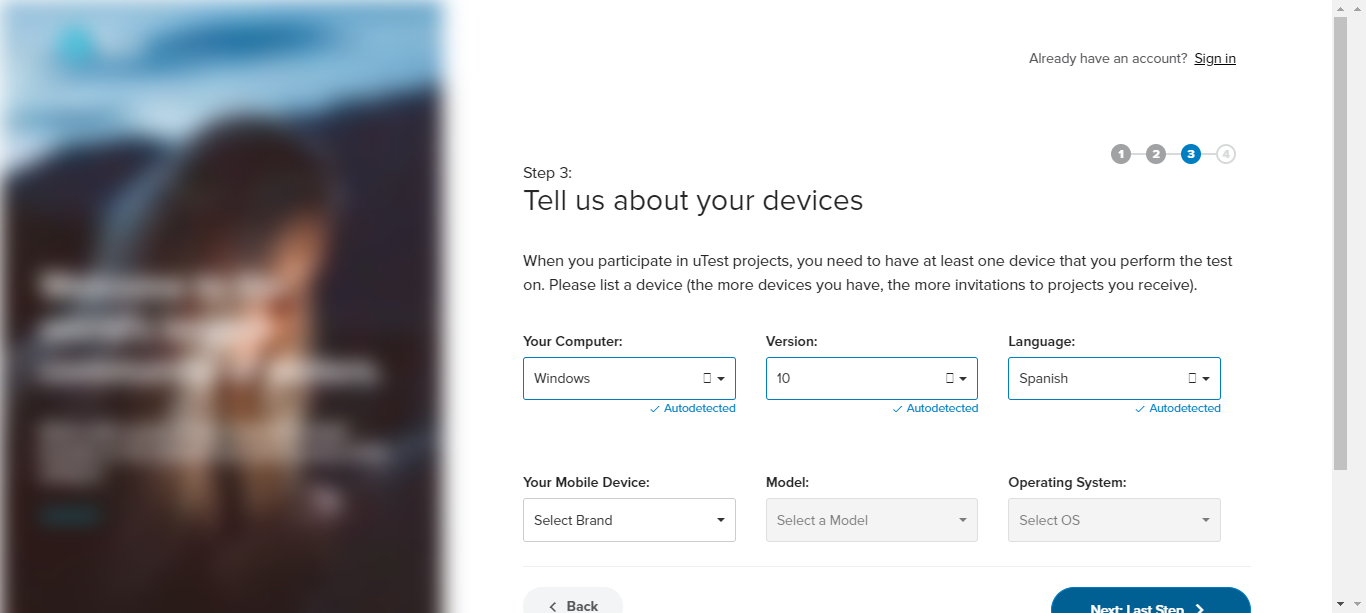 Already have an account? Sign in
1 2 3 4
Step 3:
Tell us about your devices
When you participate in uTest projects, you need to have at least one device that you perform the test
on. Please list a device (the more devices you have, the more invitations to projects you receive).
Your Computer: Version: Language:
Windows 10 Spanish
Autodetected Autodetected Autodetected
Your Mobile Device: Model: Operating System:
Select Brand Select a Model Select OS
Back Next: Last Step